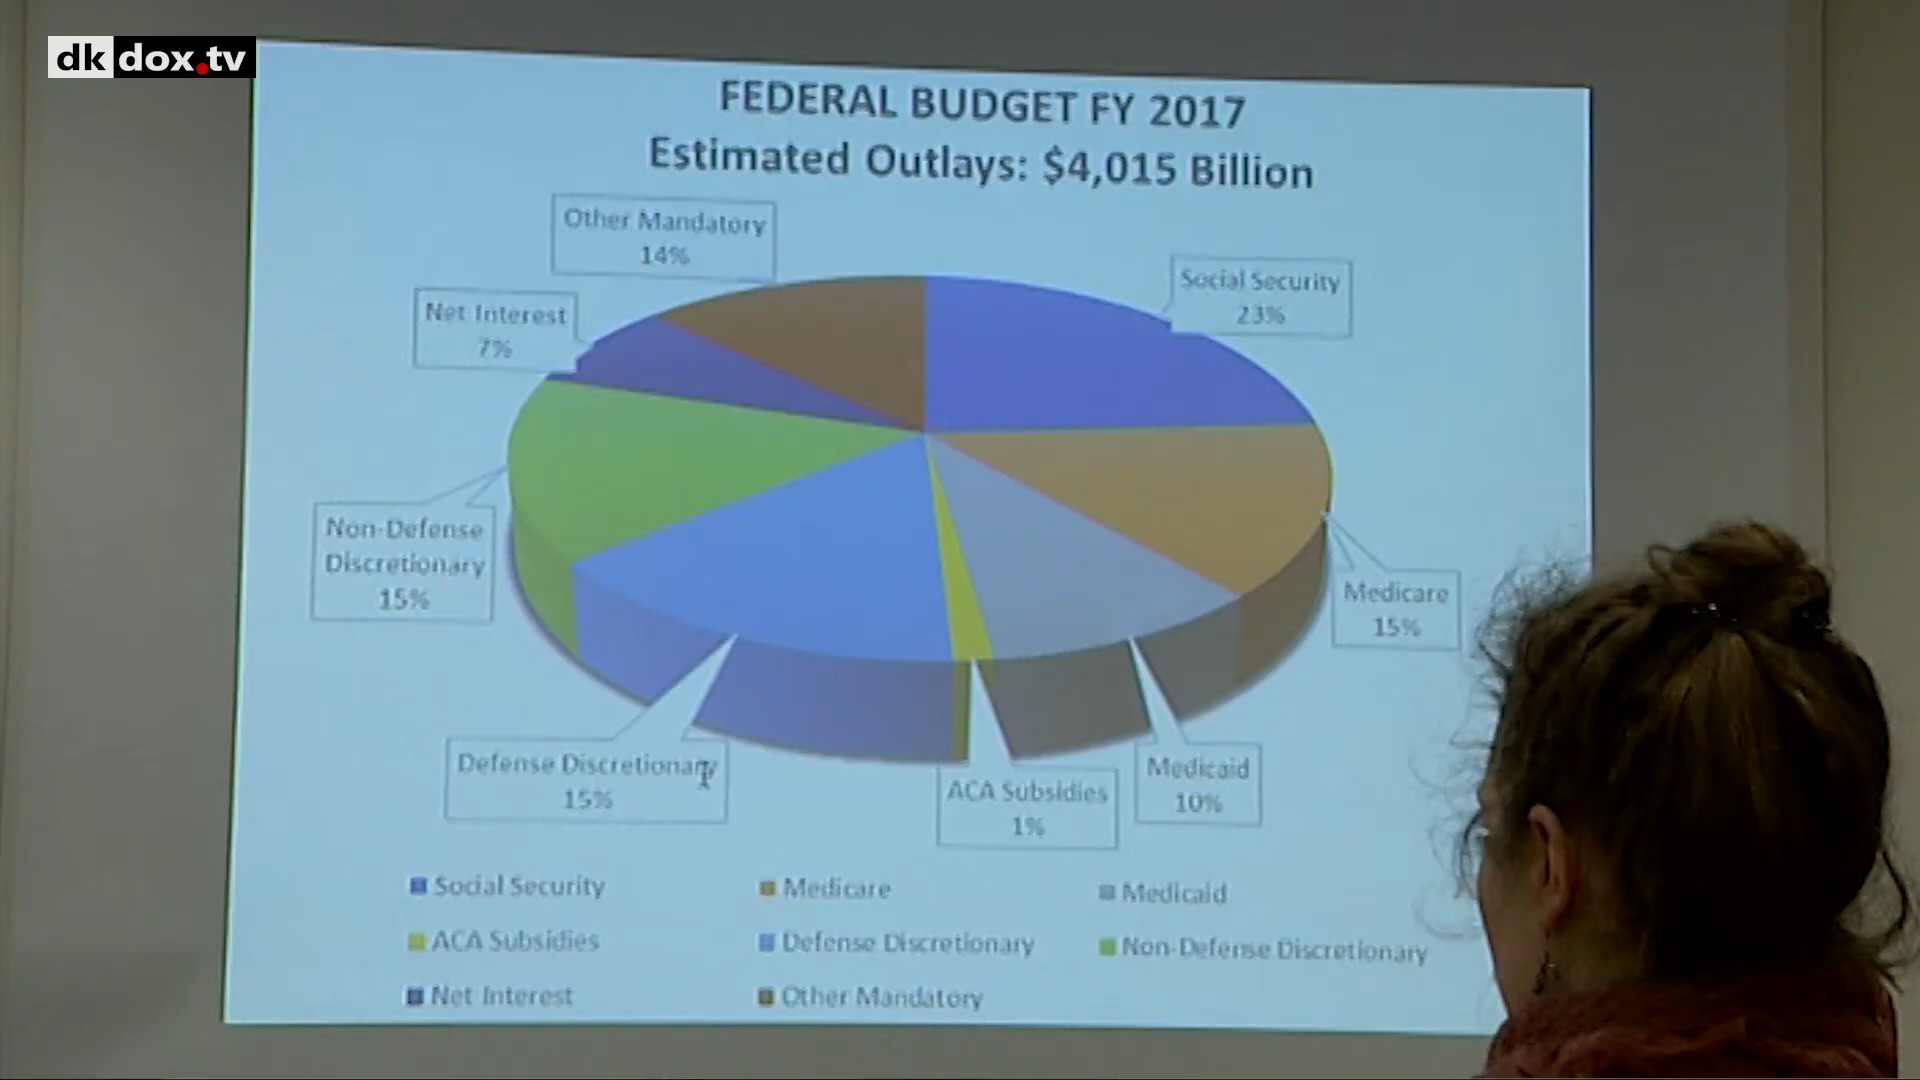 dkdox.tv
FEDERAL BUDGET FY 2017
Estimated Outlays: $4,015 Billion
Other Mandatory
14%
Social Security
23%
Net Interest
7%
Non-Defense
Discretionary
15%
Medicare
15%
Defense Discretionary
15%
ACA Subsidies
1%
Medicaid
10%
Social Security
Medicare
Medicaid
ACA Subsidies
Defense Discretionary
Non-Defense Discretionary
Net Interest
Other Mandatory